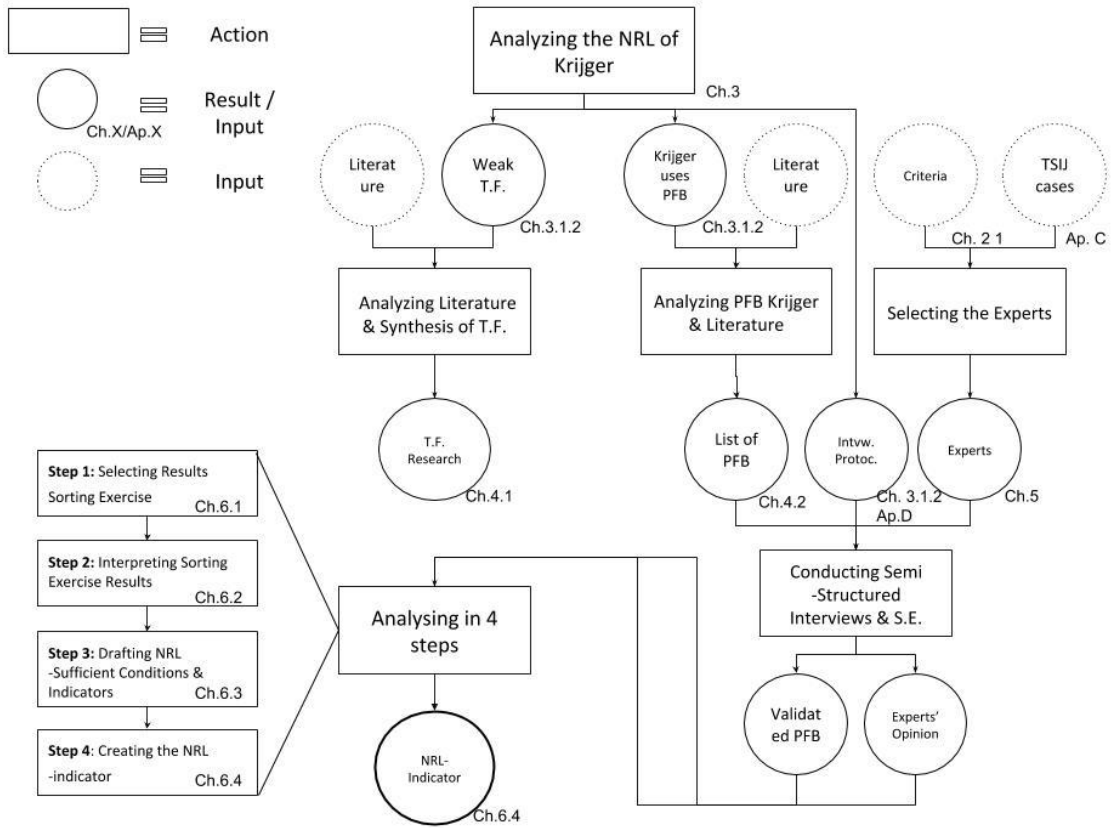 Action
Result /
Input
Ch.X/Ap.X
Input
Analyzing the NRL of
Krijger
Ch.3
Literat
ure
Weak
T.F.
Ch.3.1.2
Krijger
uses
PFB
Ch.3.1.2
Literat
ure
Criteria
Ch. 2 1
TSIJ
cases
Ap. C
Analyzing Literature
& Synthesis of T.F.
Analyzing PFB Krijger
& Literature
Selecting the Experts
T.F.
Research
Ch.4.1
List of
PFB
Ch.4.2
Intvw.
Protoc.
Ch. 3.1.2
Ap.D
Experts
Ch.5
Step 1: Selecting Results
Sorting Exercise
Ch.6.1
Step 2: Interpreting Sorting
Exercise Results
Ch.6.2
Step 3: Drafting NRL
-Sufficient Conditions &
Indicators
Ch.6.3
Step 4: Creating the NRL
-indicator
Ch.6.4
Analysing in 4
steps
Conducting Semi
-Structured
Interviews & S.E.
NRL-
Indicator
Ch.6.4
Validat
ed PFB
Experts'
Opinion